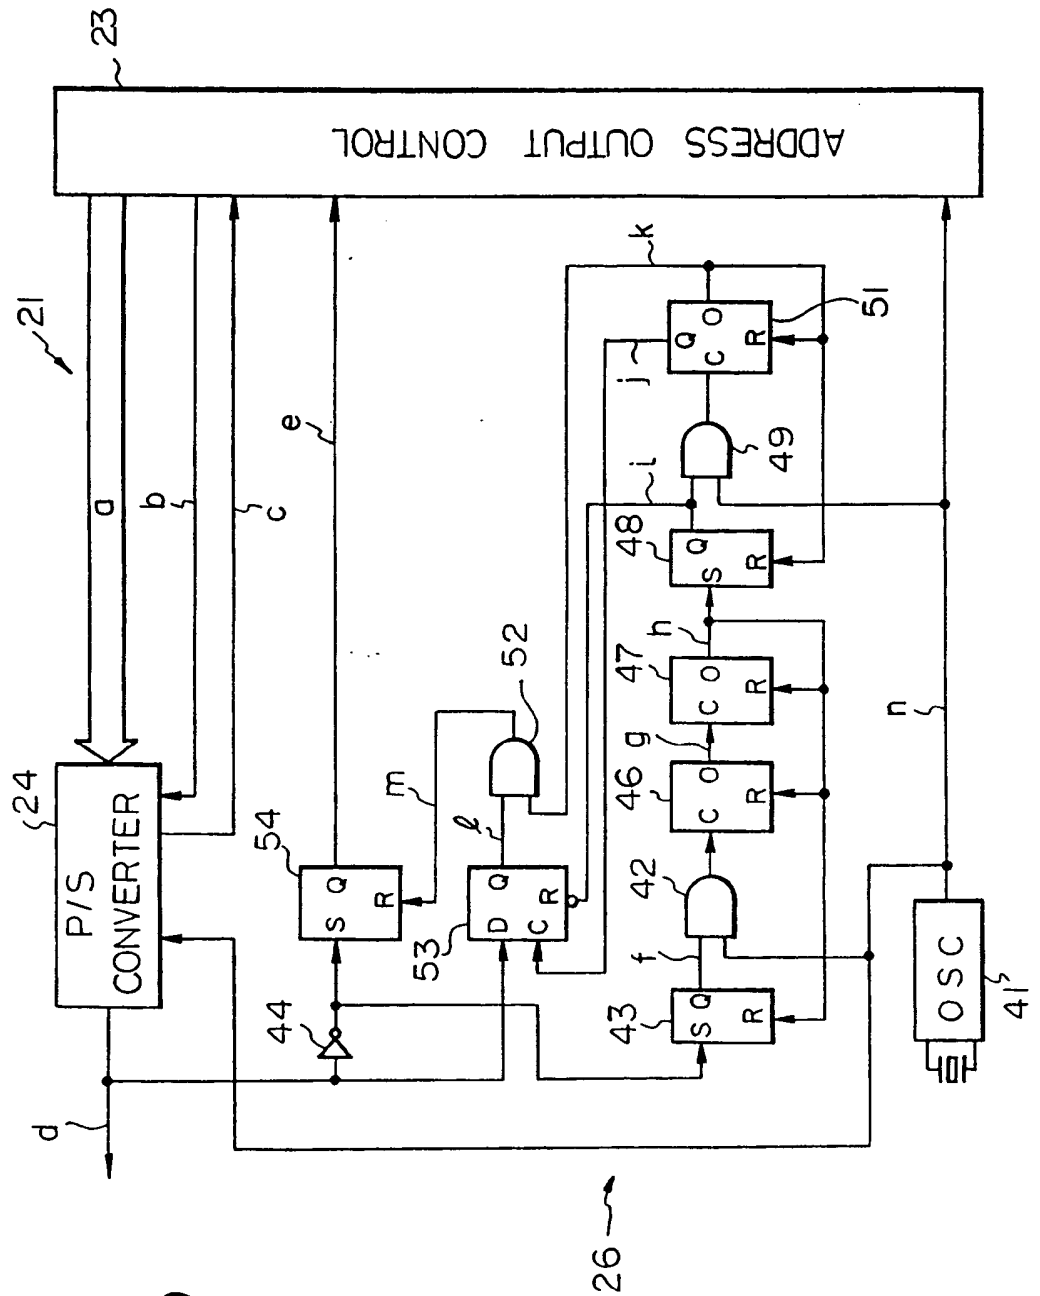 23
ADDRESS OUTPUT CONTROL
21
a
b
c
e
k
j
i
51
49
48
h
47
g
46
n
52
m
ℓ
24
P/S
CONVERTER
54
S Q
R
53
D Q
C R
42
f
43
S Q
R
C O
R
C O
R
S Q
R
Q
C O
R
44
OSC
41
d
26